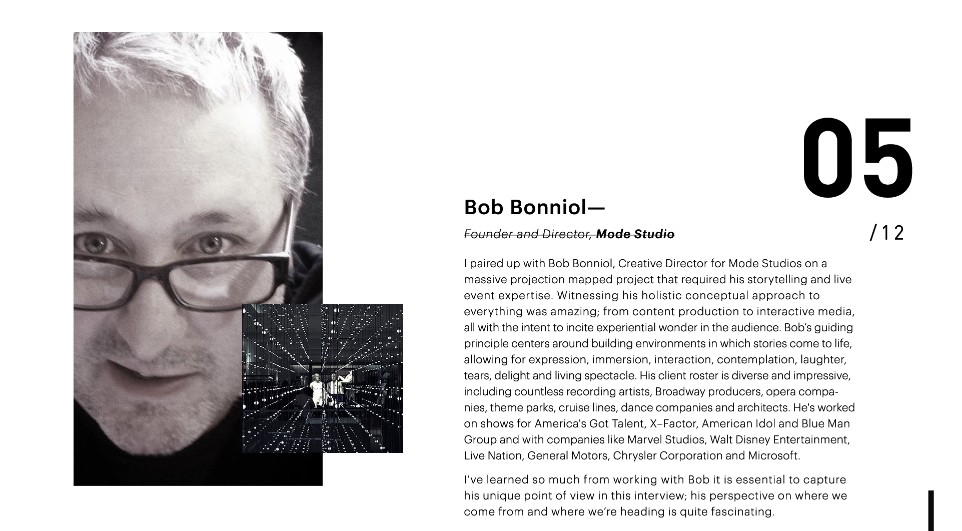 05
/12
Bob Bonniol—
Founder and Director, Mode Studio
I paired up with Bob Bonniol, Creative Director for Mode Studios on a
massive projection mapped project that required his storytelling and live
event expertise. Witnessing his holistic conceptual approach to
everything was amazing; from content production to interactive media,
all with the intent to incite experiential wonder in the audience. Bob's guiding
principle centers around building environments in which stories come to life,
allowing for expression, immersion, interaction, contemplation, laughter,
tears, delight and living spectacle. His client roster is diverse and impressive,
including countless recording artists, Broadway producers, opera compa-
nies, theme parks, cruise lines, dance companies and architects. He's worked
on shows for America's Got Talent, X-Factor, American Idol and Blue Man
Group and with companies like Marvel Studios, Walt Disney Entertainment,
Live Nation, General Motors, Chrysler Corporation and Microsoft.
I've learned so much from working with Bob it is essential to capture
his unique point of view in this interview; his perspective on where we
come from and where we're heading is quite fascinating.